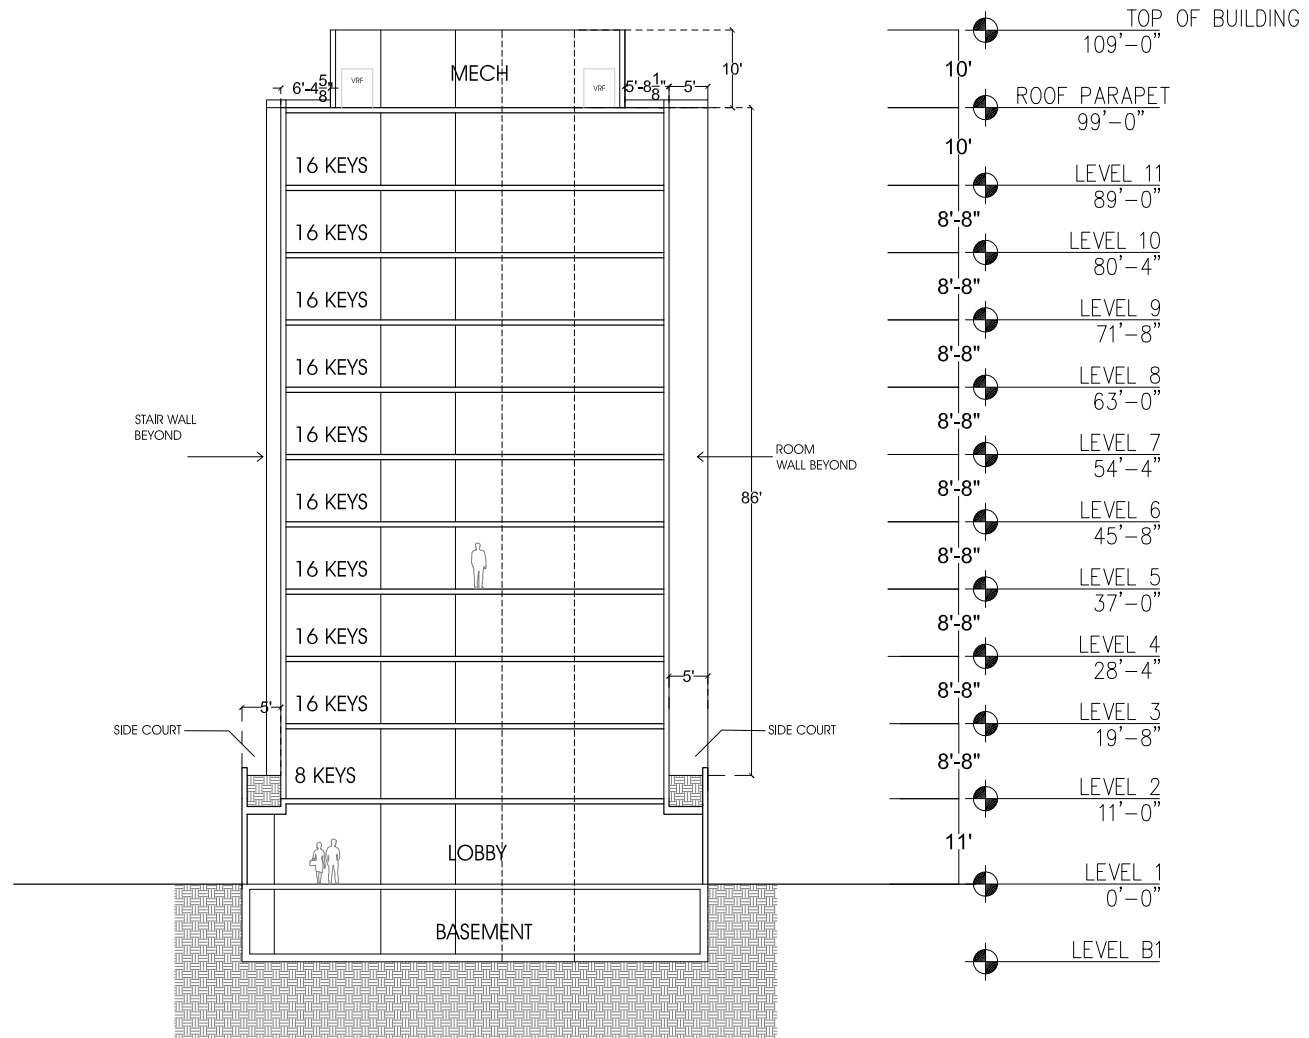 TOP OF BUILDING
109'-0"
10'
ROOF PARAPET
99'-0"
10'
LEVEL 11
89'-0"
8'-8"
LEVEL 10
80'-4"
8'-8"
LEVEL 9
71'-8"
8'-8"
LEVEL 8
63'-0"
8'-8"
LEVEL 7
54'-4"
8'-8"
LEVEL 6
45'-8"
8'-8"
LEVEL 5
37'-0"
8'-8"
LEVEL 4
28'-4"
8'-8"
LEVEL 3
19'-8"
8'-8"
LEVEL 2
11'-0"
11'
LEVEL 1
0'-0"
LEVEL B1
MECH
VRF
VRF
10'
6'-4 5/8"
5'-8 1/8"
5'
16 KEYS
16 KEYS
16 KEYS
16 KEYS
16 KEYS
16 KEYS
16 KEYS
16 KEYS
16 KEYS
8 KEYS
LOBBY
BASEMENT
STAIR WALL
BEYOND
ROOM
WALL BEYOND
86'
5'
5'
SIDE COURT
SIDE COURT